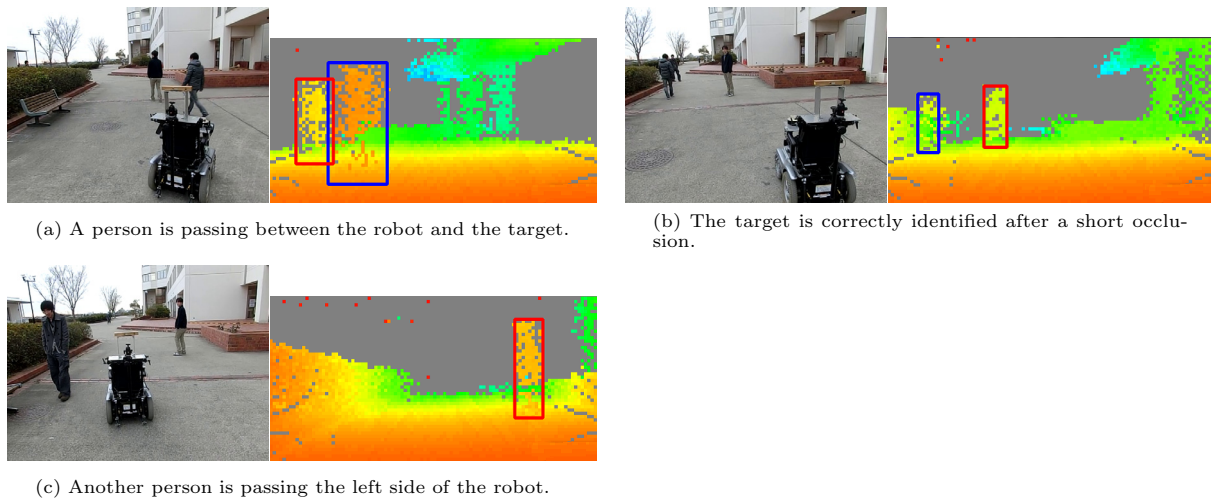 (a) A person is passing between the robot and the target.
(b) The target is correctly identified after a short occlu-
sion.
(c) Another person is passing the left side of the robot.